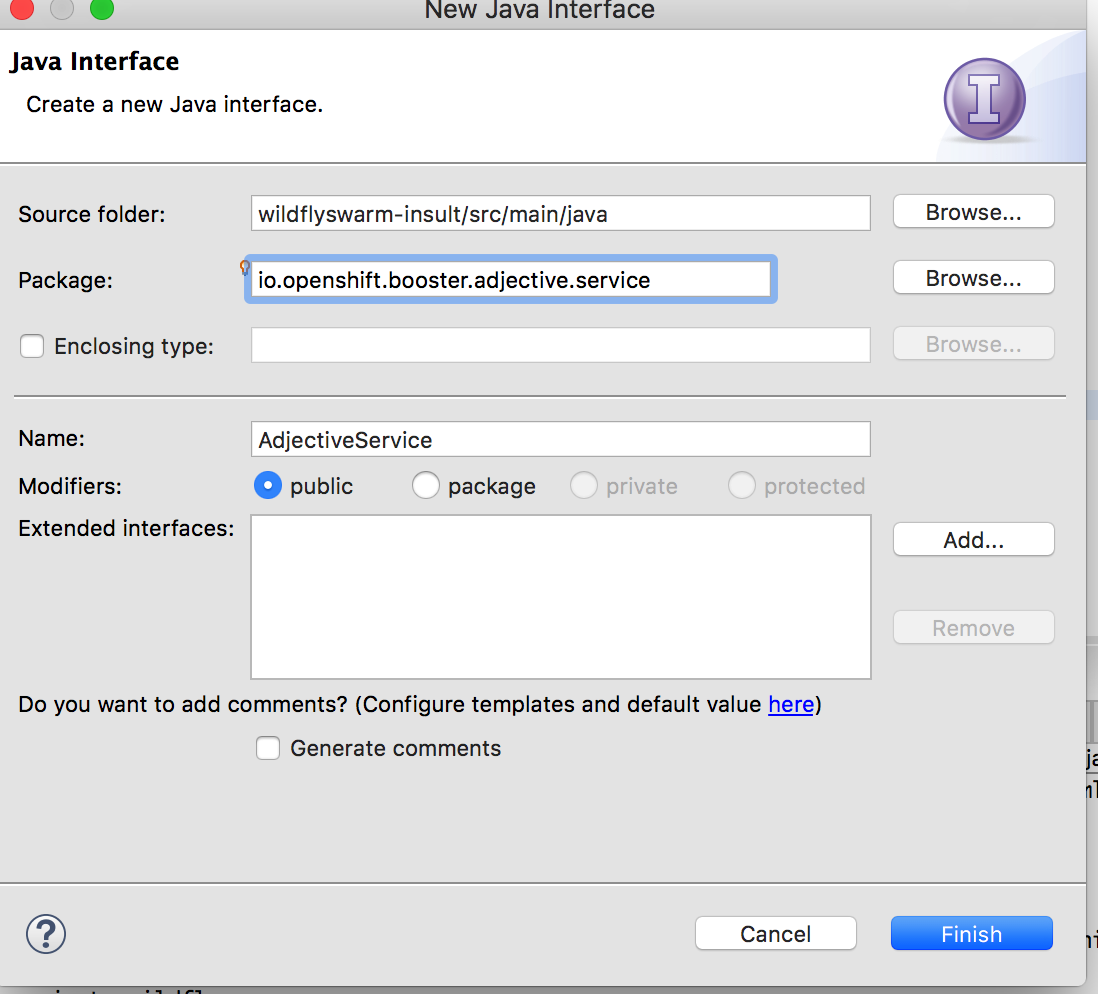 New Java Interface
Java Interface
Create a new Java interface.
I
Source folder: wildflyswarm-insult/src/main/java Browse...
Package: io.openshift.booster.adjective.service Browse...
Enclosing type: Browse...
Name: AdjectiveService
Modifiers: public package private protected
Extended interfaces: Add...
Remove
Do you want to add comments? (Configure templates and default value here)
Generate comments
? Cancel Finish